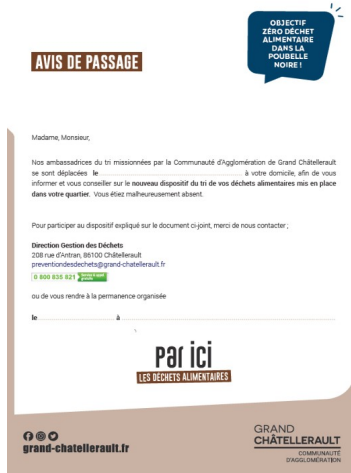 OBJECTIF
ZÉRO DÉCHET
ALIMENTAIRE
DANS LA
POUBELLE
NOIRE !
AVIS DE PASSAGE
Madame, Monsieur,
Nos ambassadrices du tri missionnées par la Communauté d'Agglomération de Grand Châtellerault
se sont déplacées le ........................ à votre domicile, afin de vous
informer et vous conseiller sur le nouveau dispositif du tri de vos déchets alimentaires mis en place
dans votre quartier. Vous étiez malheureusement absent.
Pour participer au dispositif expliqué sur le document ci-joint, merci de nous contacter ;
Direction Gestion des Déchets
208 rue d'Antran, 86100 Châtellerault
preventiondesdechets@grand-chatellerault.fr
0 800 835 821 Service & appel
gratuits
ou de vous rendre à la permanence organisée
le ........................ à ........................
Par ici
LES DÉCHETS ALIMENTAIRES
grand-chatellerault.fr
GRAND
CHÂTELLERAULT
COMMUNAUTÉ
D'AGGLOMÉRATION